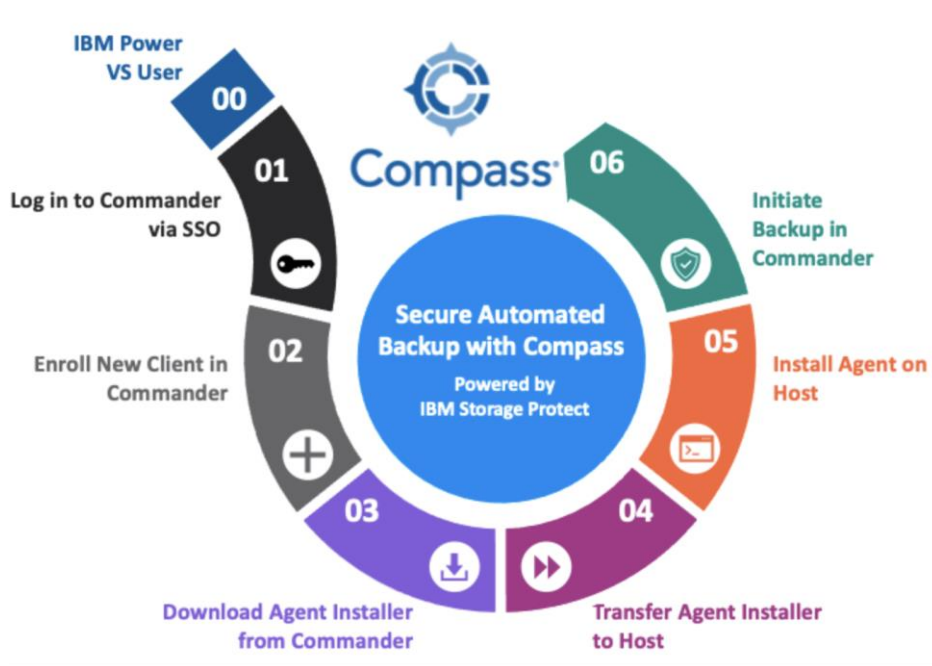 IBM Power
VS User
00
01
Log in to Commander
via SSO
02
Enroll New Client in
Commander
03
Download Agent Installer
from Commander
04
Transfer Agent Installer
to Host
05
Install Agent on
Host
06
Initiate
Backup in
Commander
Compass
Secure Automated
Backup with Compass
Powered by
IBM Storage Protect